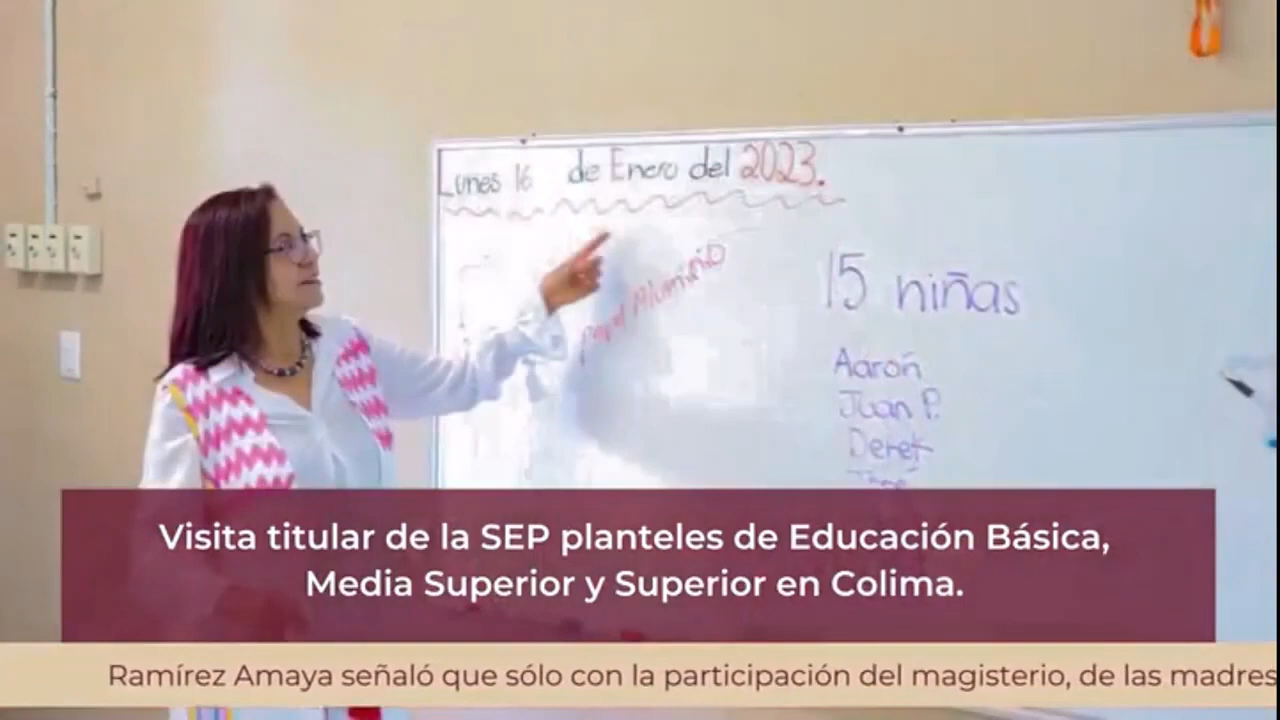 Lunes 16 de Enero del 2023.
Papel Aluminio
15 niñas
Aaron
Juan P.
Derek
Visita titular de la SEP planteles de Educación Básica,
Media Superior y Superior en Colima.
Ramírez Amaya señaló que sólo con la participación del magisterio, de las madres